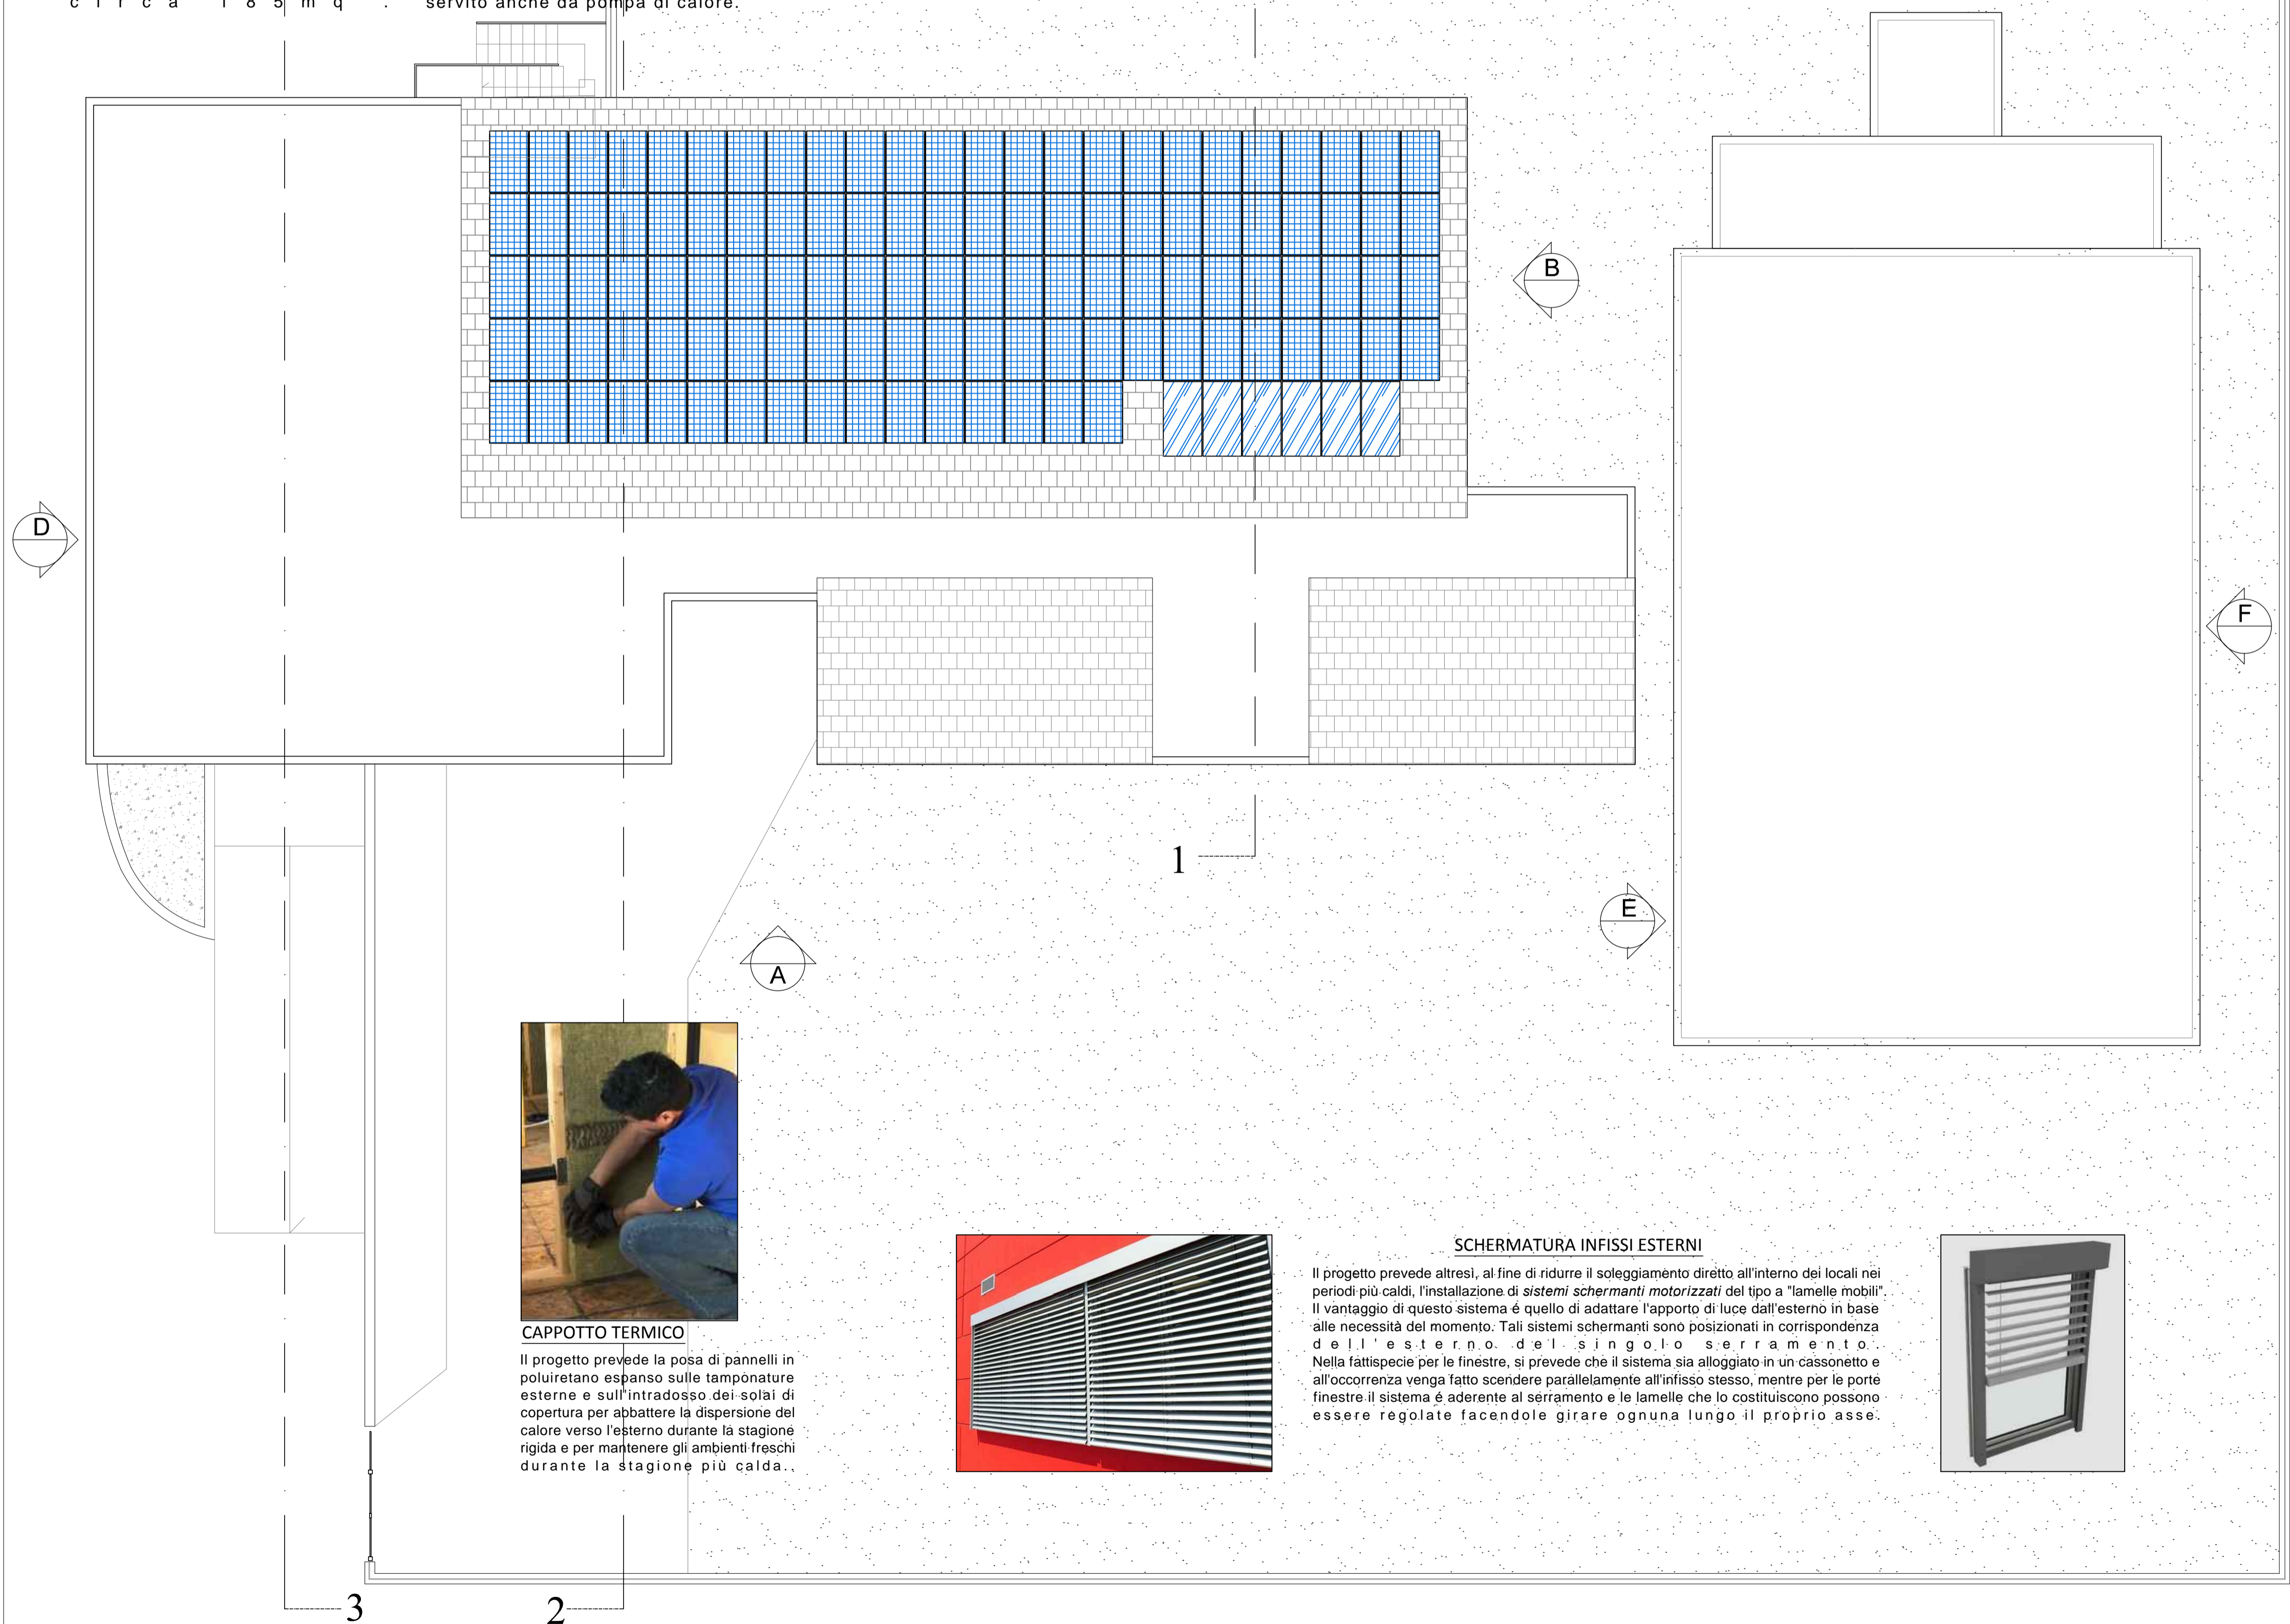 circa 185mq.
servito anche da pompa di calore.
B
D
F
1
E
A
CAPPOTTO TERMICO
Il progetto prevede la posa di pannelli in
poluiretano espanso sulle tamponature
esterne e sull'intradosso dei solai di
copertura per abbattere la dispersione del
calore verso l'esterno durante la stagione
rigida e per mantenere gli ambienti freschi
durante la stagione più calda..
SCHERMATURA INFISSI ESTERNI
Il progetto prevede altresì, al fine di ridurre il soleggiamento diretto all'interno dei locali nei
periodi più caldi, l'installazione di sistemi schermanti motorizzati del tipo a "lamelle mobili".
Il vantaggio di questo sistema é quello di adattare l'apporto di luce dall'esterno in base
alle necessità del momento. Tali sistemi schermanti sono posizionati in corrispondenza
dell'esterno del singolo serramento.
Nella fattispecie per le finestre, si prevede che il sistema sia alloggiato in un cassonetto e
all'occorrenza venga fatto scendere parallelamente all'infisso stesso, mentre per le porte
finestre il sistema é aderente al serramento e le lamelle che lo costituiscono possono
essere regolate facendole girare ognuna lungo il proprio asse.
3
2